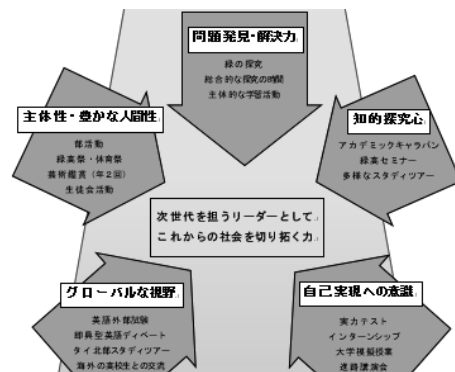 問題発見・解決力
緑の探究
総合的な探究の時間
主体的な学習活動
主体性・豊かな人間性
部活動
緑高祭・体育祭
芸術鑑賞（年２回）
生徒会活動
知的探究心
アカデミックキャラバン
緑高セミナー
多様なスタディツアー
次世代を担うリーダーとして
これからの社会を切り拓く力
グローバルな視野
英語外部試験
即興型英語ディベート
タイ北部スタディツアー
海外の高校生との交流
自己実現への意識
実力テスト
インターンシップ
大学模擬授業
進路講演会